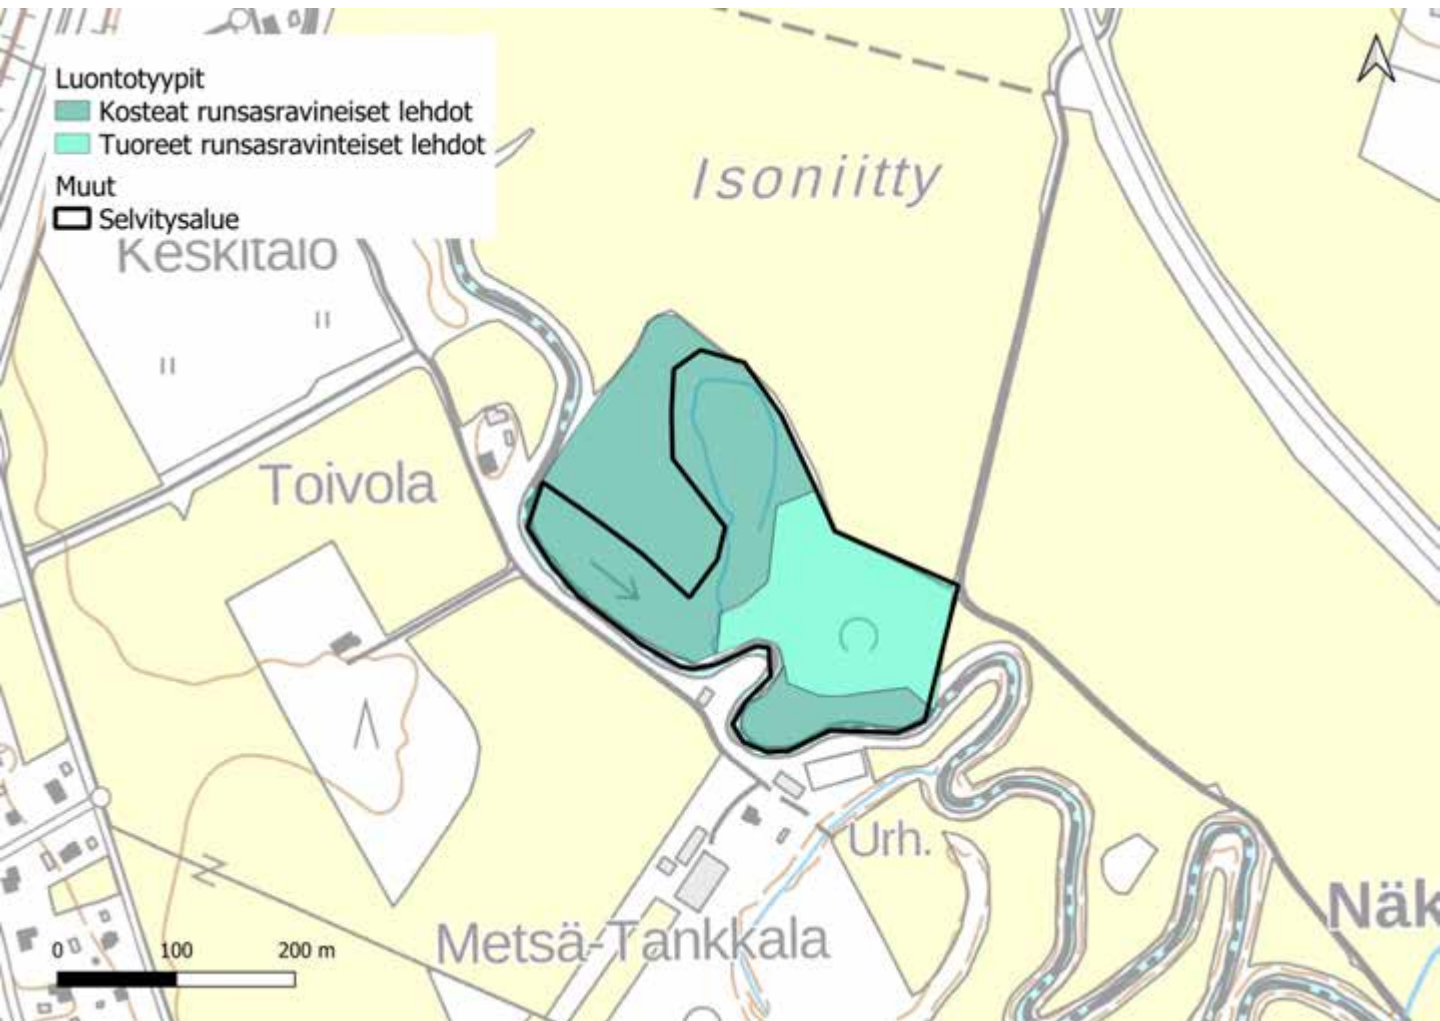 Luontotyypit
Kosteat runsasravineiset lehdot
Tuoreet runsasravinteiset lehdot
Muut
Selvitysalue
Isoniitty
Keskitalo
Toivola
Urh.
Näk
Metsä-Tankkala
0 100 200 m